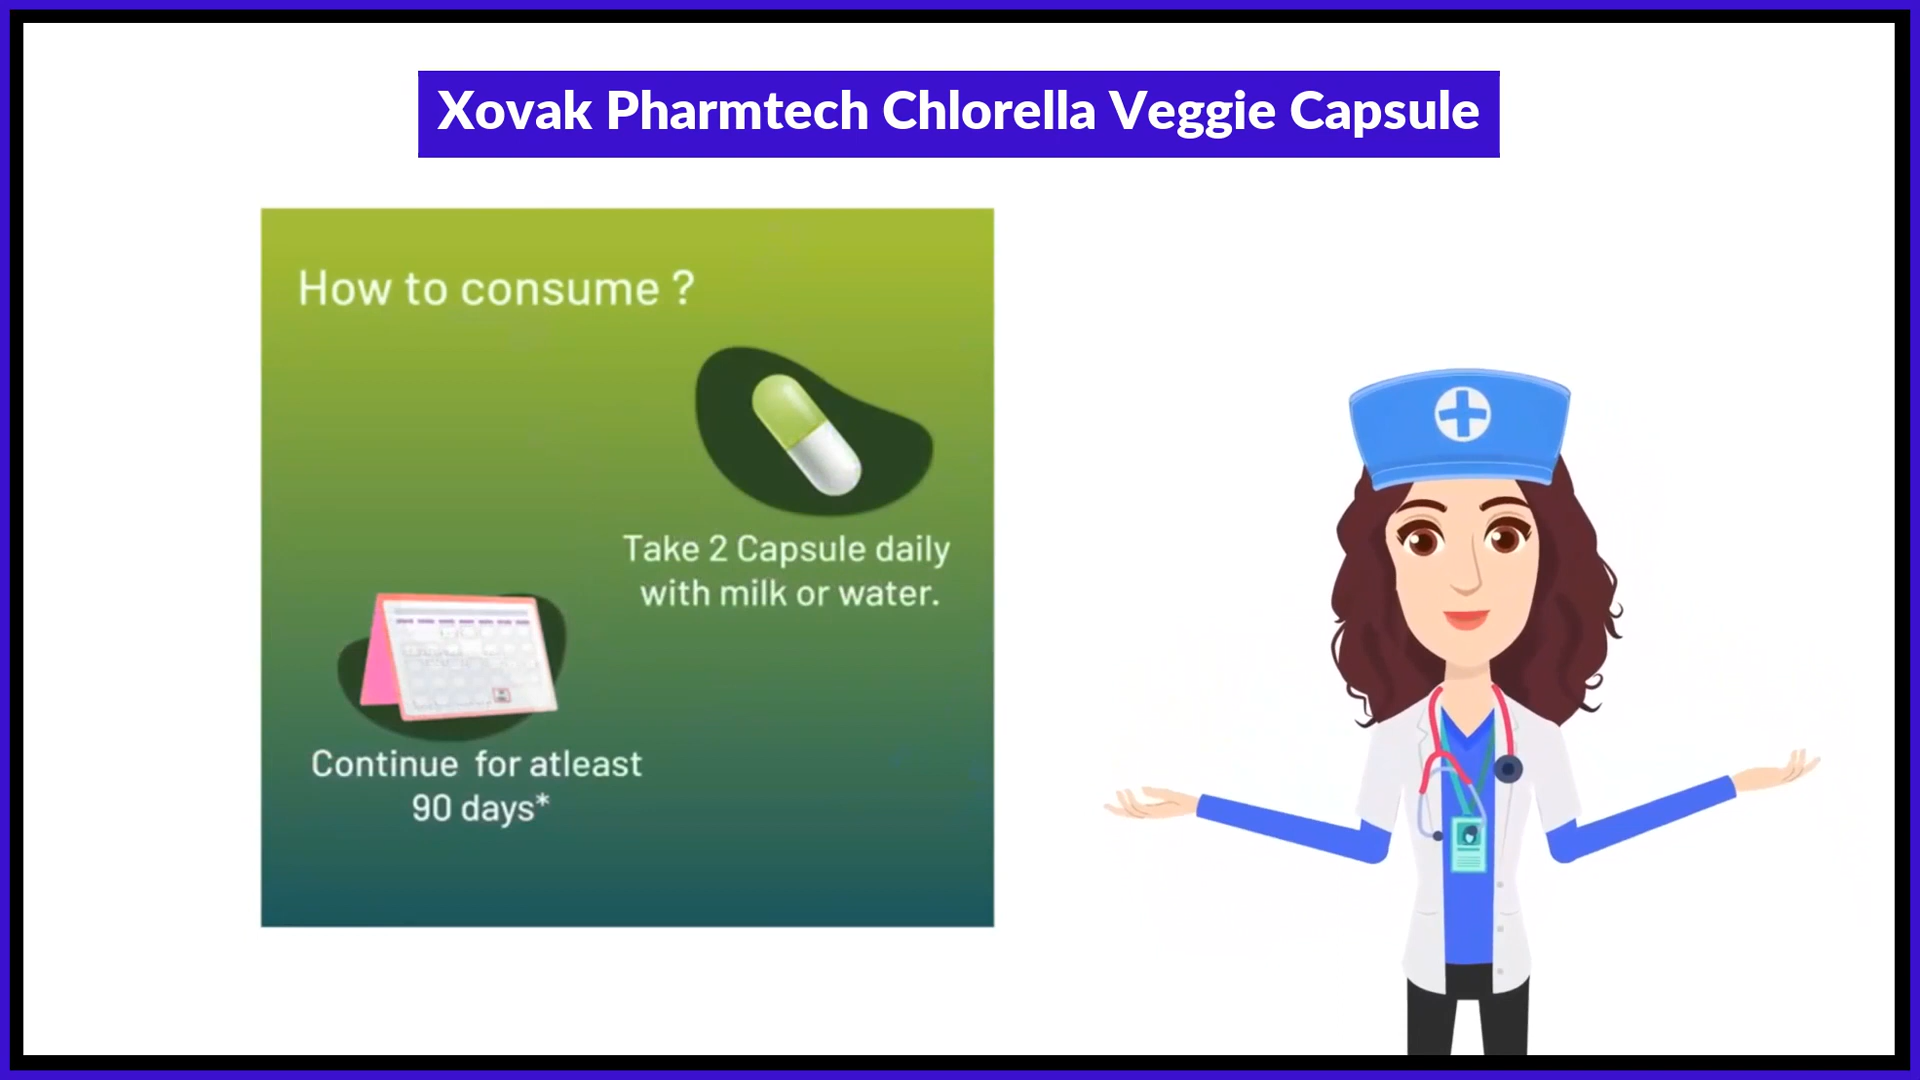 Xovak Pharmtech Chlorella Veggie Capsule
How to consume ?
Take 2 Capsule daily
with milk or water.
Continue for atleast
90 days*